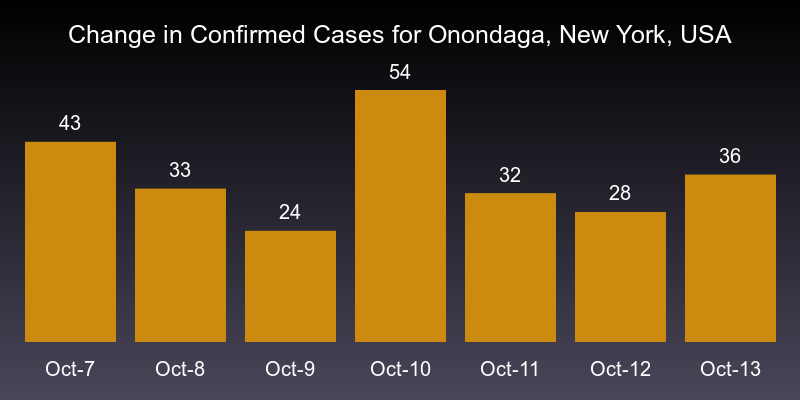 Change in Confirmed Cases for Onondaga, New York, USA
43
33
24
54
32
28
36
Oct-7
Oct-8
Oct-9
Oct-10
Oct-11
Oct-12
Oct-13